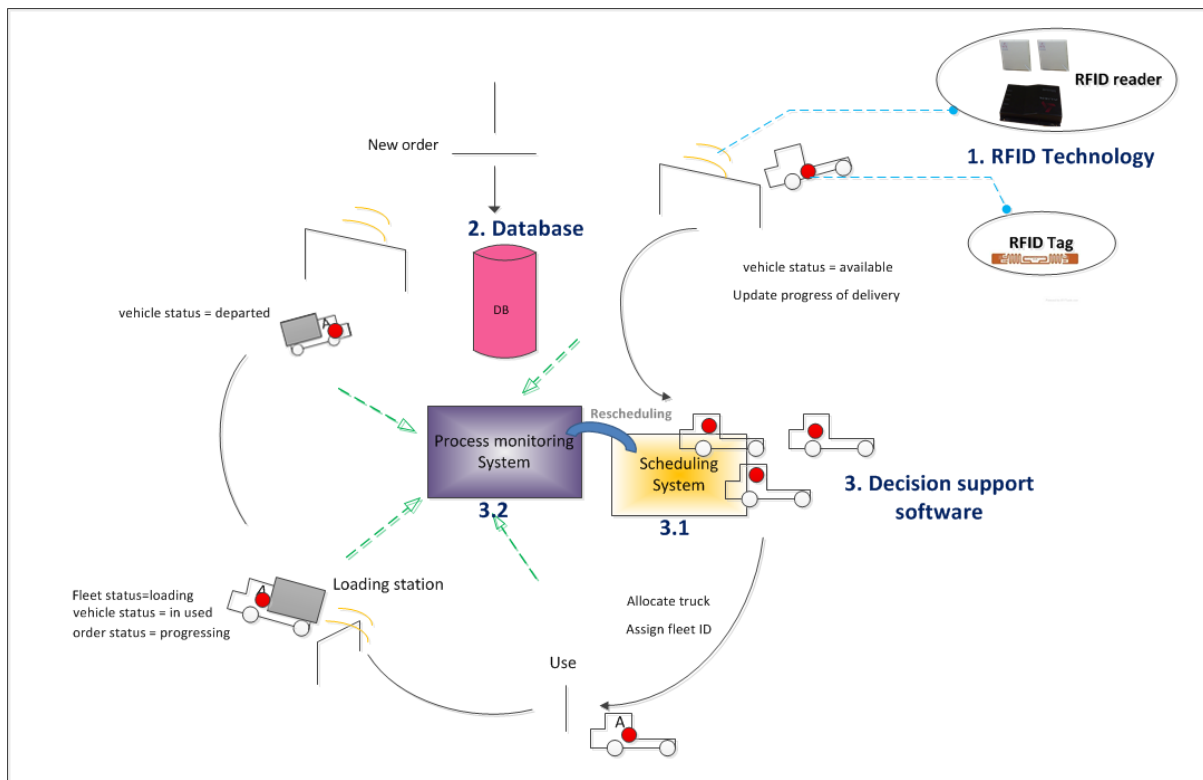 RFID reader
1. RFID Technology
New order
2. Database
RFID Tag
DB
vehicle status = available
Update progress of delivery
vehicle status = departed
A
Rescheduling
Process monitoring
System
3.2
Scheduling
System
3.1
3. Decision support
software
Loading station
A
Fleet status=loading
vehicle status = in used
order status = progressing
Allocate truck
Assign fleet ID
Use
A